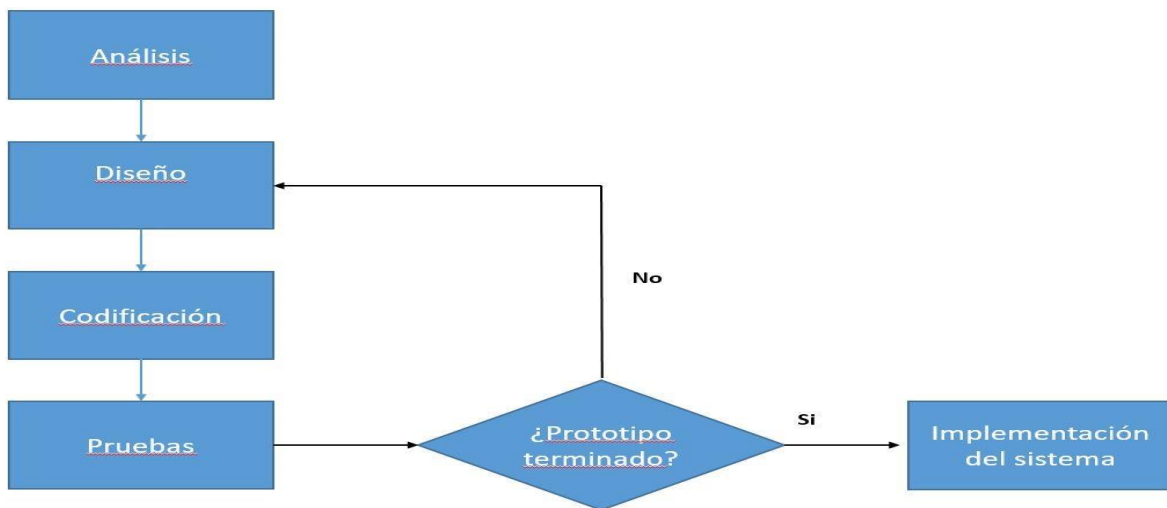 Análisis
Diseño
Codificación
Pruebas
¿Prototipo
terminado?
No
Si
Implementación
del sistema